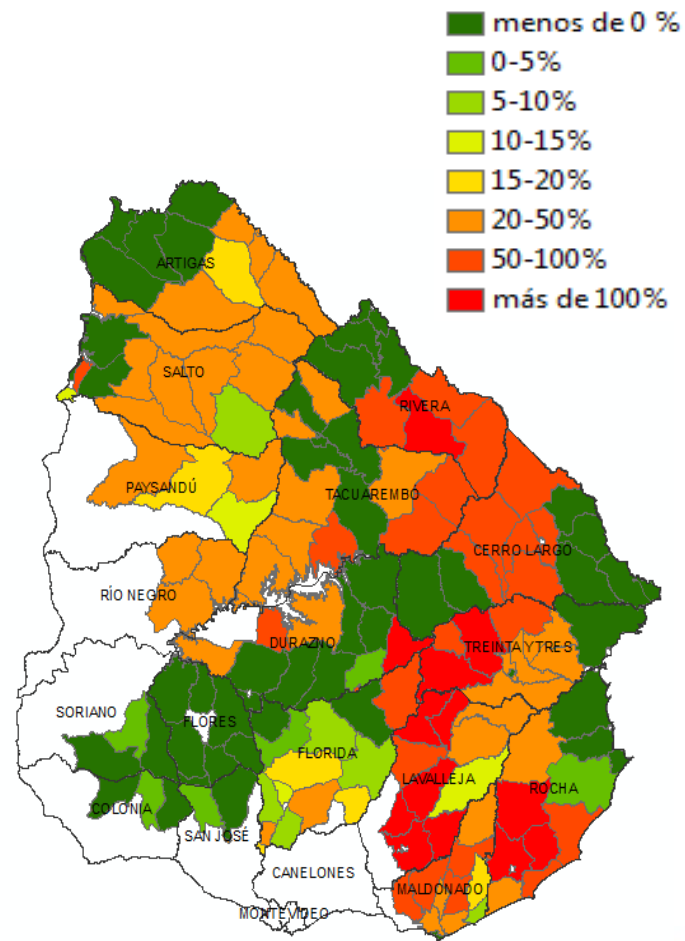 menos de 0 %
0-5%
5-10%
10-15%
15-20%
20-50%
50-100%
más de 100%
ARTIGAS
SALTO
RIVERA
PAYSANDÚ
TACUAREMBÓ
CERRO LARGO
RÍO NEGRO
DURAZNO
TREINTA Y TRES
SORIANO
FLORES
FLORIDA
LAVALLEJA
ROCHA
COLONIA
SAN JOSÉ
CANELONES
MALDONADO
MONTEVIDEO